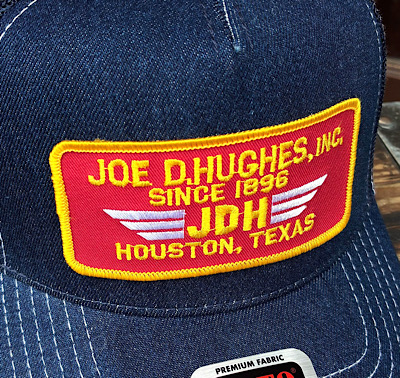 JOE D.HUGHES, INC.
SINCE 1896
JDH
HOUSTON, TEXAS
PREMIUM FABRIC